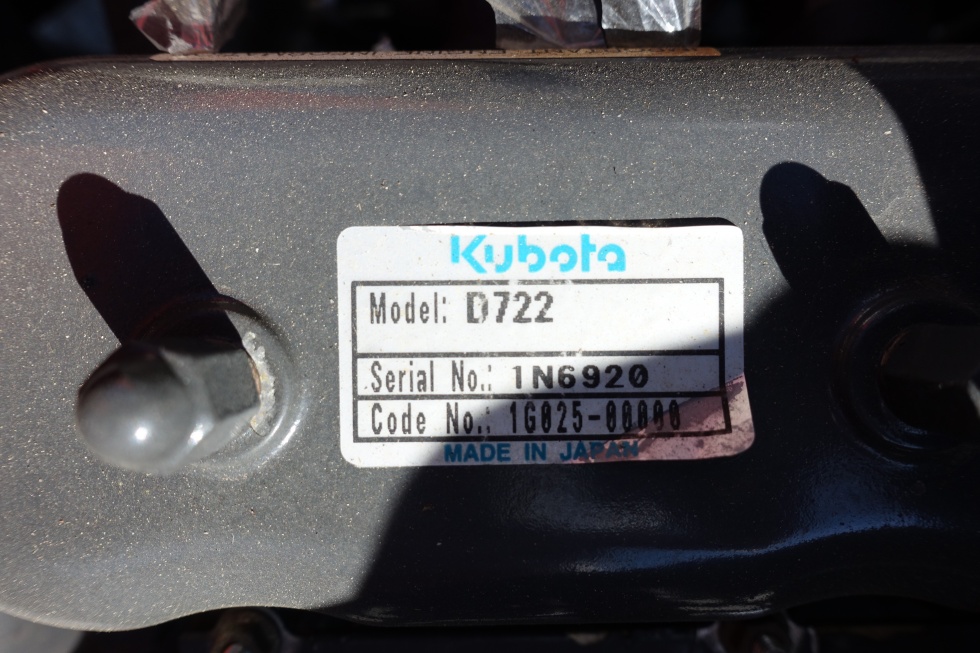 Kubota
Model: D722
Serial No.: 1N6920
Code No.: 1G025-00000
MADE IN JAPAN